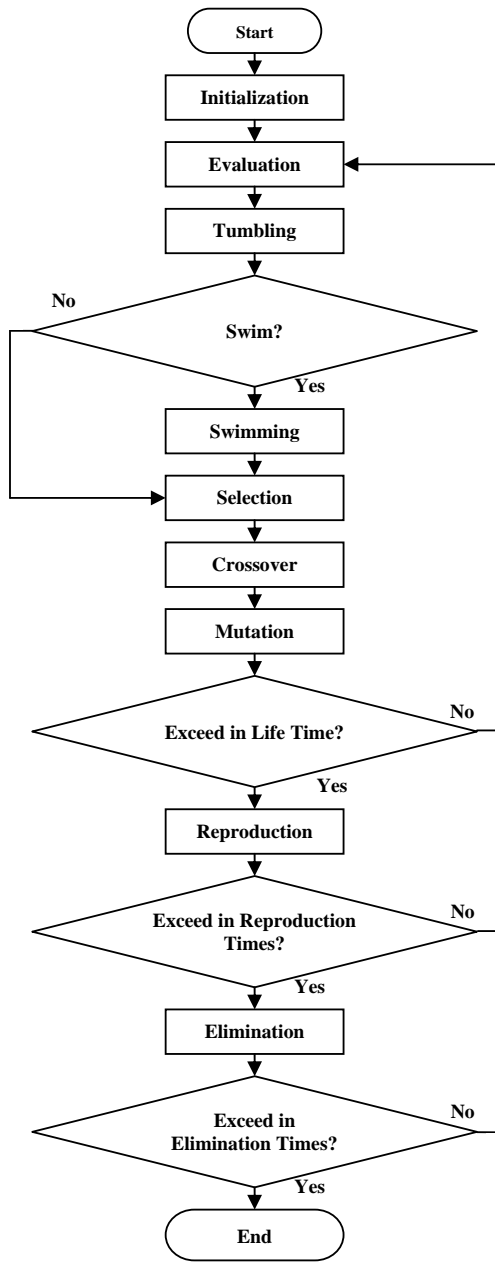 Start
Initialization
Evaluation
Tumbling
No
Swim?
Yes
Swimming
Selection
Crossover
Mutation
No
Exceed in Life Time?
Yes
Reproduction
No
Exceed in Reproduction
Times?
Yes
Elimination
No
Exceed in
Elimination Times?
Yes
End